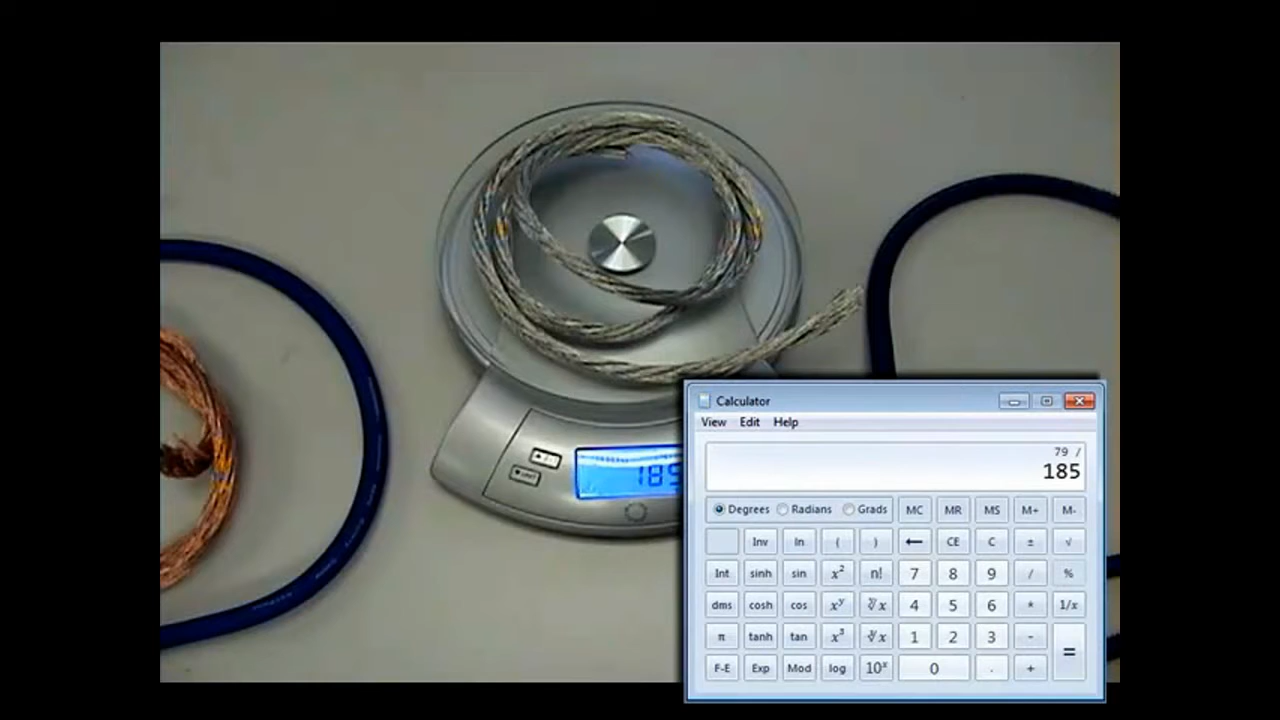 185
Calculator
View Edit Help
79 /
185
Degrees Radians Grads MC MR MS M+ M-
Inv ln ( ) ← CE C ± √
Int sinh sin x² n! 7 8 9 / %
dms cosh cos xʸ ʸ√x 4 5 6 * 1/x
π tanh tan x³ ³√x 1 2 3 - =
F-E Exp Mod log 10ˣ 0 . +